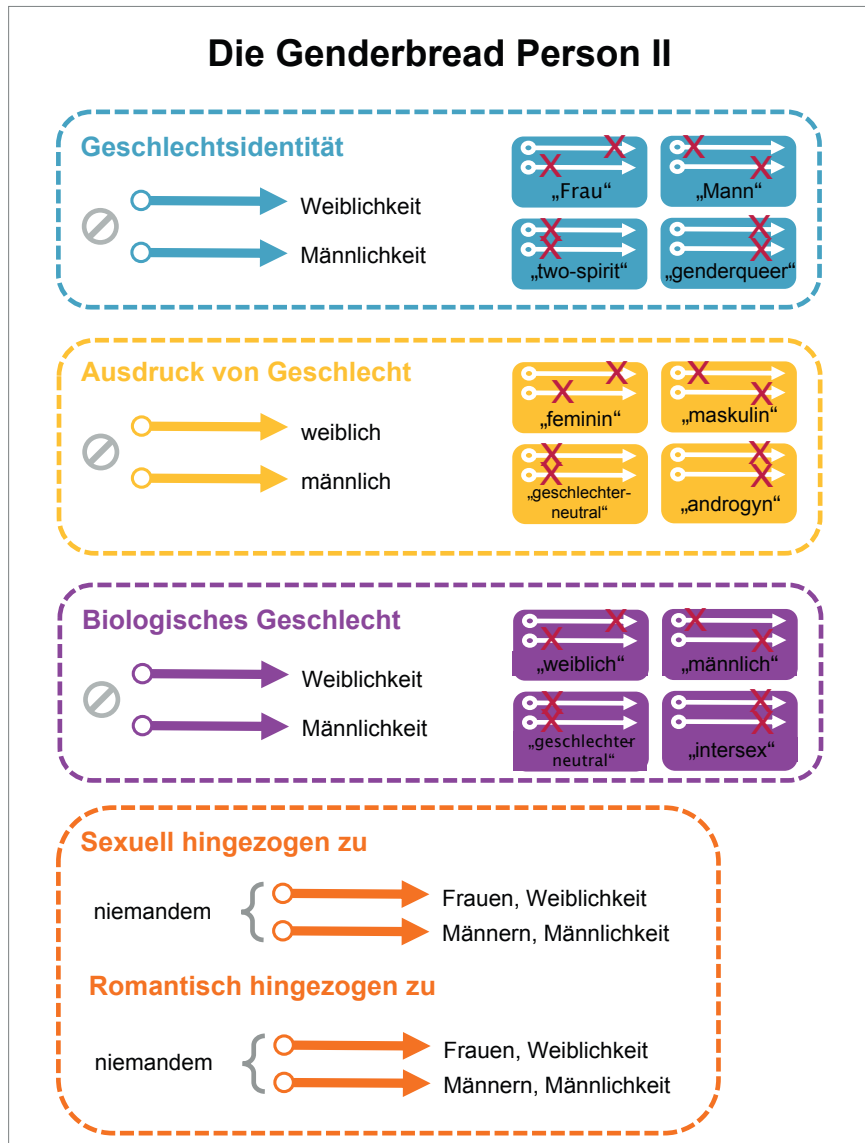 Die Genderbread Person II
Geschlechtsidentität
Weiblichkeit
Männlichkeit
„Frau“
„Mann“
„two-spirit“
„genderqueer“
Ausdruck von Geschlecht
weiblich
männlich
„feminin“
„maskulin“
„geschlechter-
neutral“
„androgyn“
Biologisches Geschlecht
Weiblichkeit
Männlichkeit
„weiblich“
„männlich“
„geschlechter-
neutral“
„intersex“
Sexuell hingezogen zu
niemandem
Frauen, Weiblichkeit
Männern, Männlichkeit
Romantisch hingezogen zu
niemandem
Frauen, Weiblichkeit
Männern, Männlichkeit